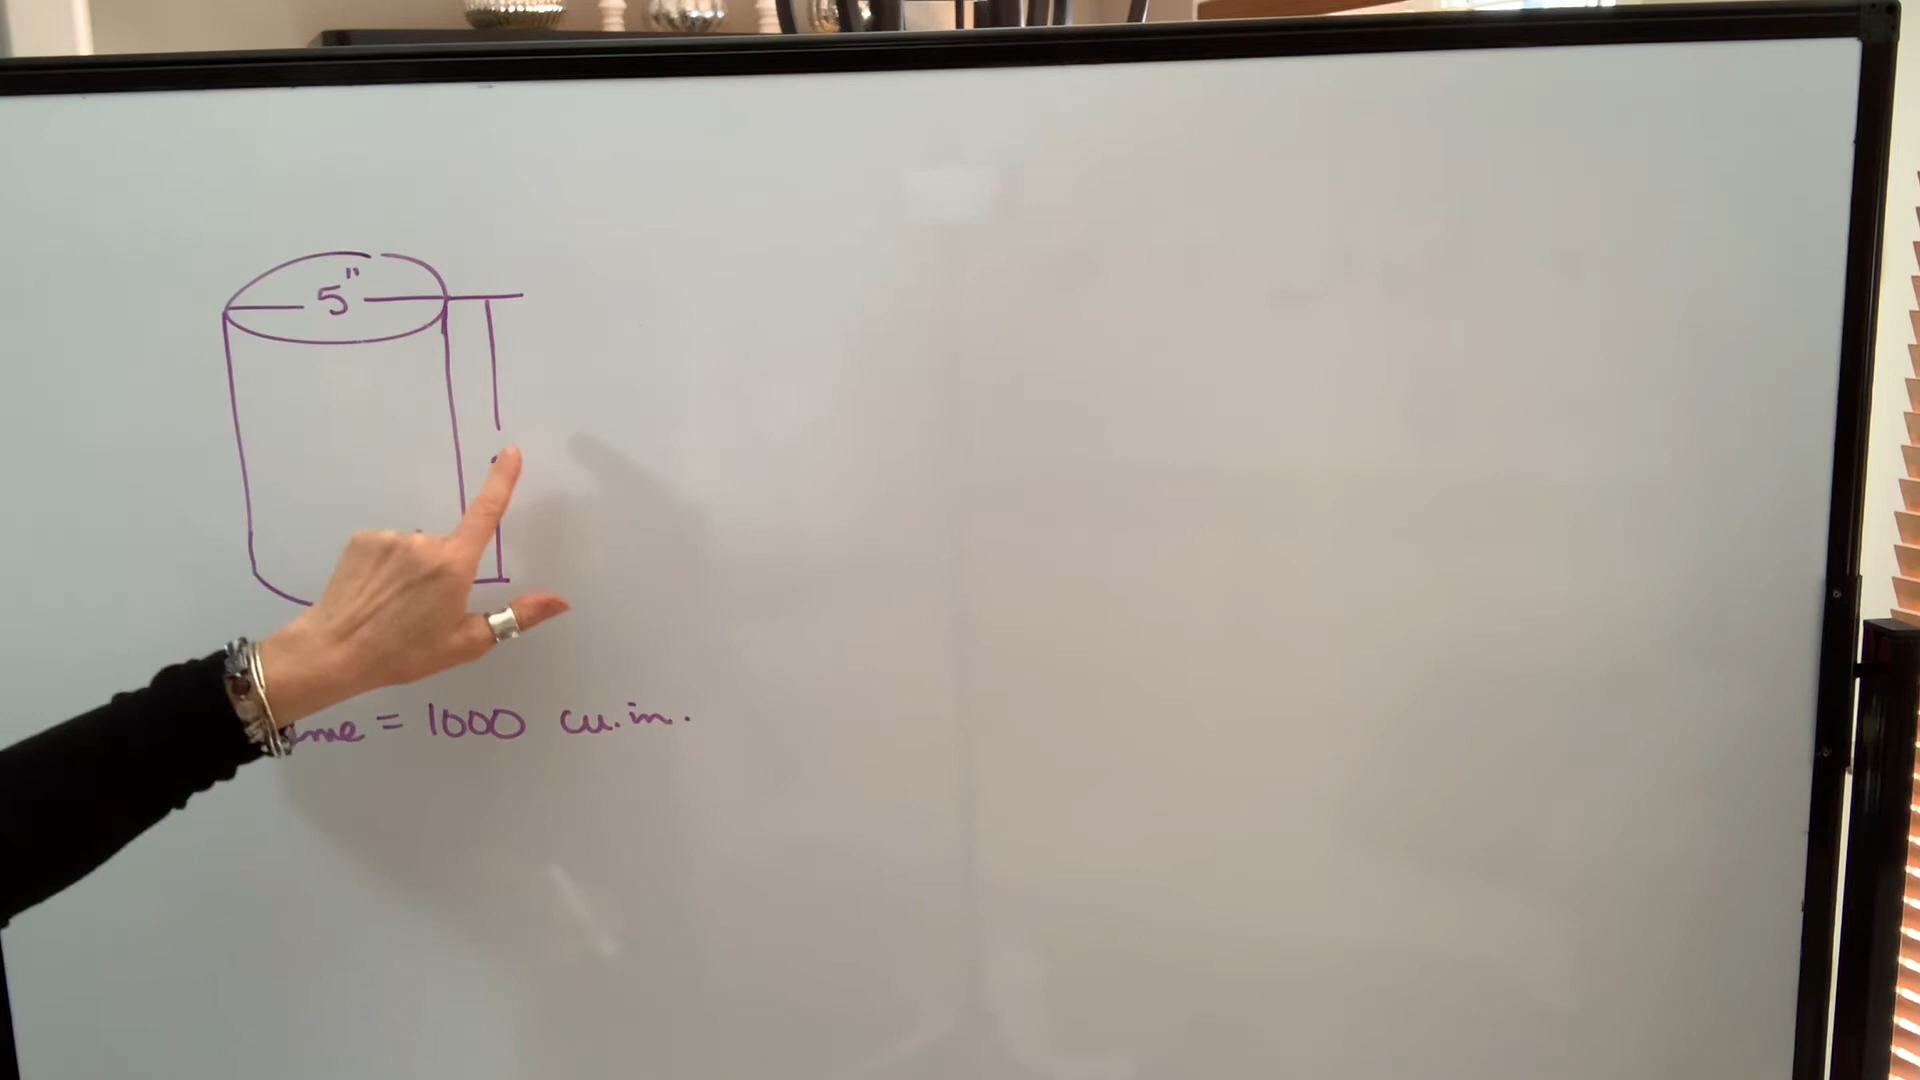 5"
= 1000 cu. in.